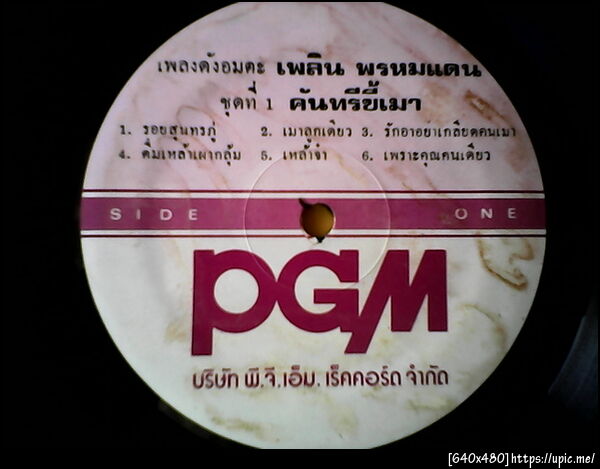 เพลงดังอมตะ เพลิน พรหมแดน
ชุดที่ 1 คันทรีขี้เมา
1. รอยสุนทรภู่ 2. เมาลูกเดียว 3. รักอาอย่าเกลียดคนเมา
4. ดื่มเหล้าเผากลุ้ม 5. เหล้าจ๋า 6. เพราะคุณคนเดียว
SIDE ONE
PGM
บริษัท พี.จี.เอ็ม. เร็คคอร์ด จำกัด
[640x480]https://upic.me/